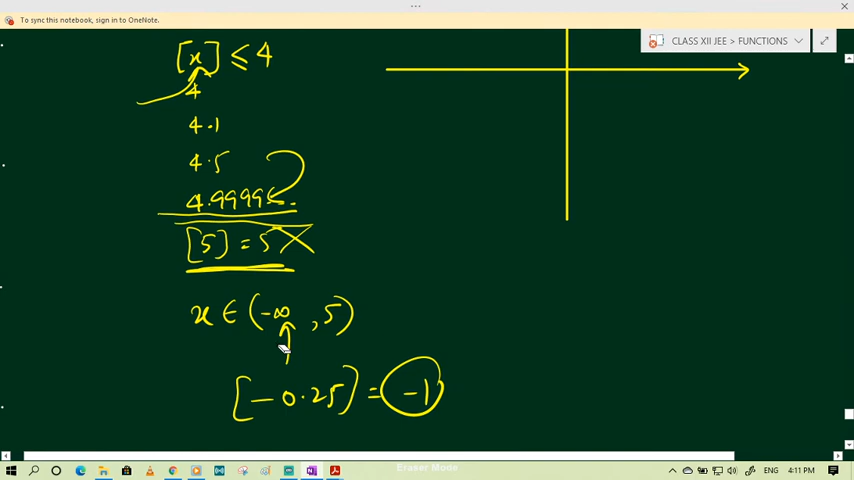 To sync this notebook, sign in to OneNote.
CLASS XII JEE > FUNCTIONS
[x] ≤ 4
4
4.1
4.5
4.9999
[5] = 5
x ∈ (-∞, 5)
[-0.25] = -1
Eraser Mode
ENG
4:11 PM